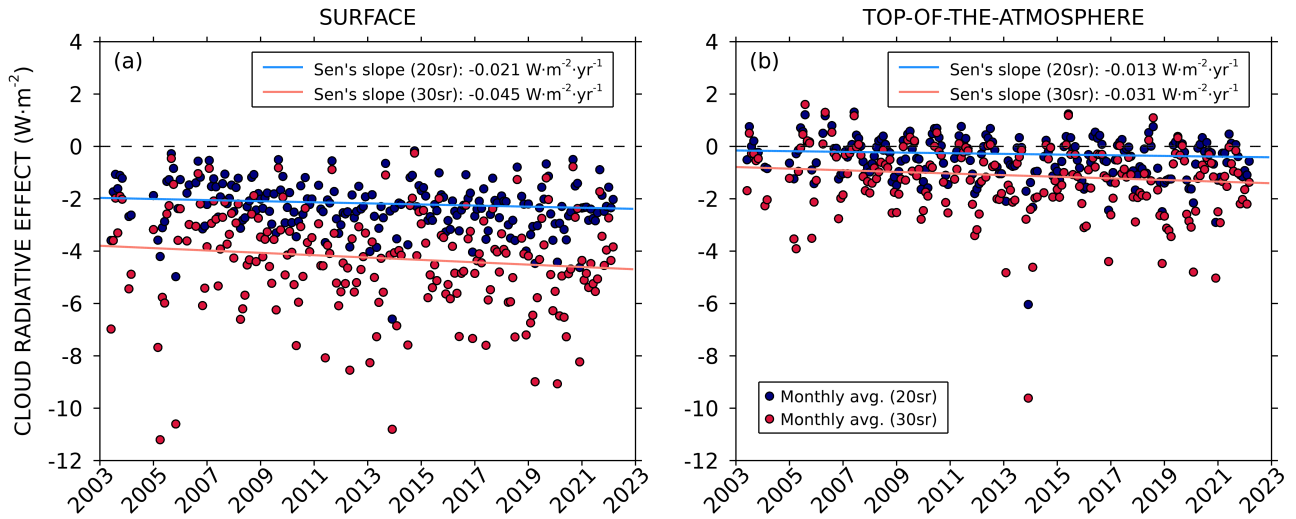 SURFACE
TOP-OF-THE-ATMOSPHERE
CLOUD RADIATIVE EFFECT (W·m⁻²)
(a)
Sen's slope (20sr): -0.021 W·m⁻²·yr⁻¹
Sen's slope (30sr): -0.045 W·m⁻²·yr⁻¹
4
2
0
-2
-4
-6
-8
-10
-12
2003 2005 2007 2009 2011 2013 2015 2017 2019 2021 2023
(b)
Sen's slope (20sr): -0.013 W·m⁻²·yr⁻¹
Sen's slope (30sr): -0.031 W·m⁻²·yr⁻¹
4
2
0
-2
-4
-6
-8
-10
-12
Monthly avg. (20sr)
Monthly avg. (30sr)
2003 2005 2007 2009 2011 2013 2015 2017 2019 2021 2023